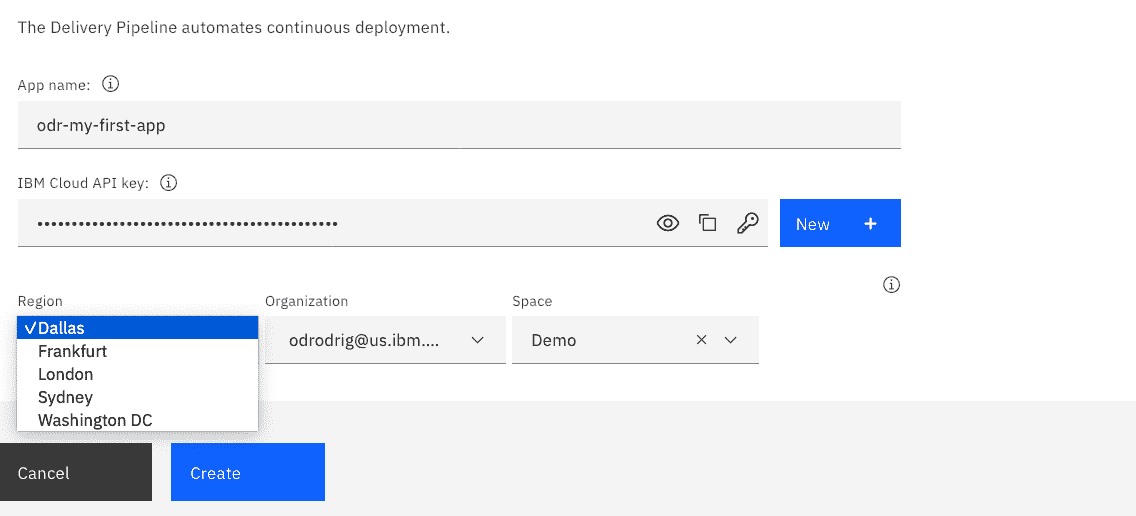 The Delivery Pipeline automates continuous deployment.
App name:
odr-my-first-app
IBM Cloud API key:
••••••••••••••••••••••••••••••••••••••••••••
New +
Region Organization Space
✓Dallas
odrodrig@us.ibm.... Demo
Frankfurt
London
Sydney
Washington DC
Cancel Create